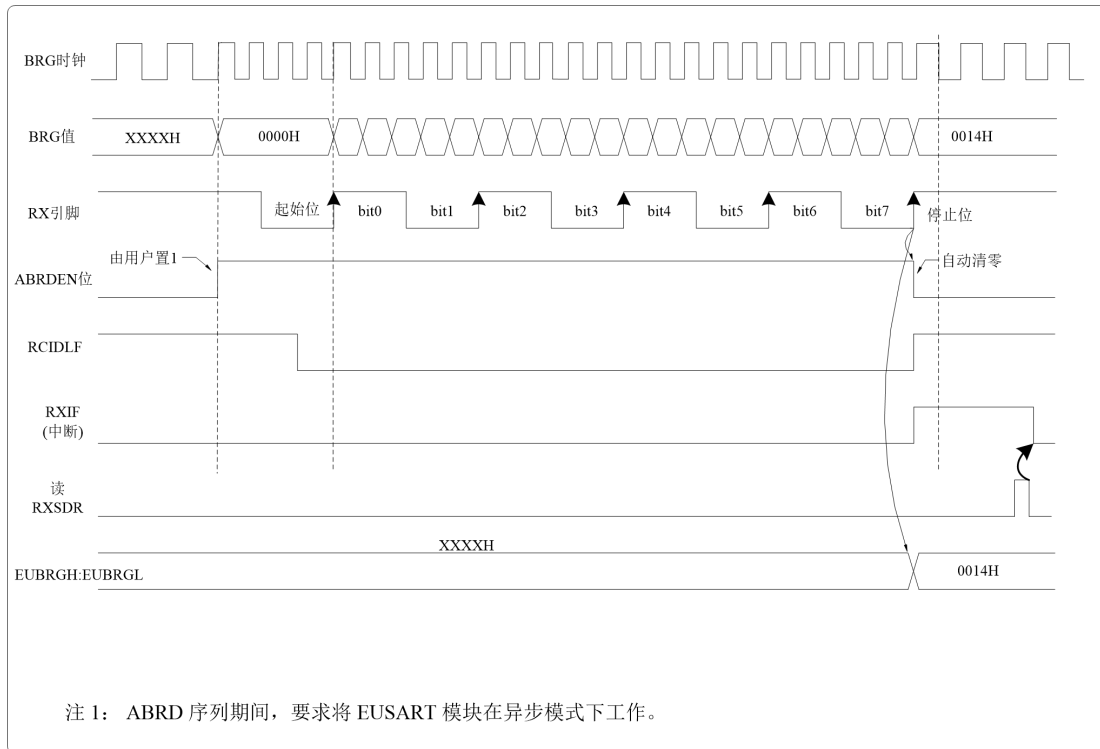 BRG时钟
BRG值
XXXXH
0000H
0014H
RX引脚
起始位
bit0
bit1
bit2
bit3
bit4
bit5
bit6
bit7
停止位
由用户置1
自动清零
ABRDEN位
RCIDLF
RXIF
(中断)
读
RXSDR
XXXXH
EUBRGH:EUBRGL
0014H
注 1： ABRD 序列期间，要求将 EUSART 模块在异步模式下工作。